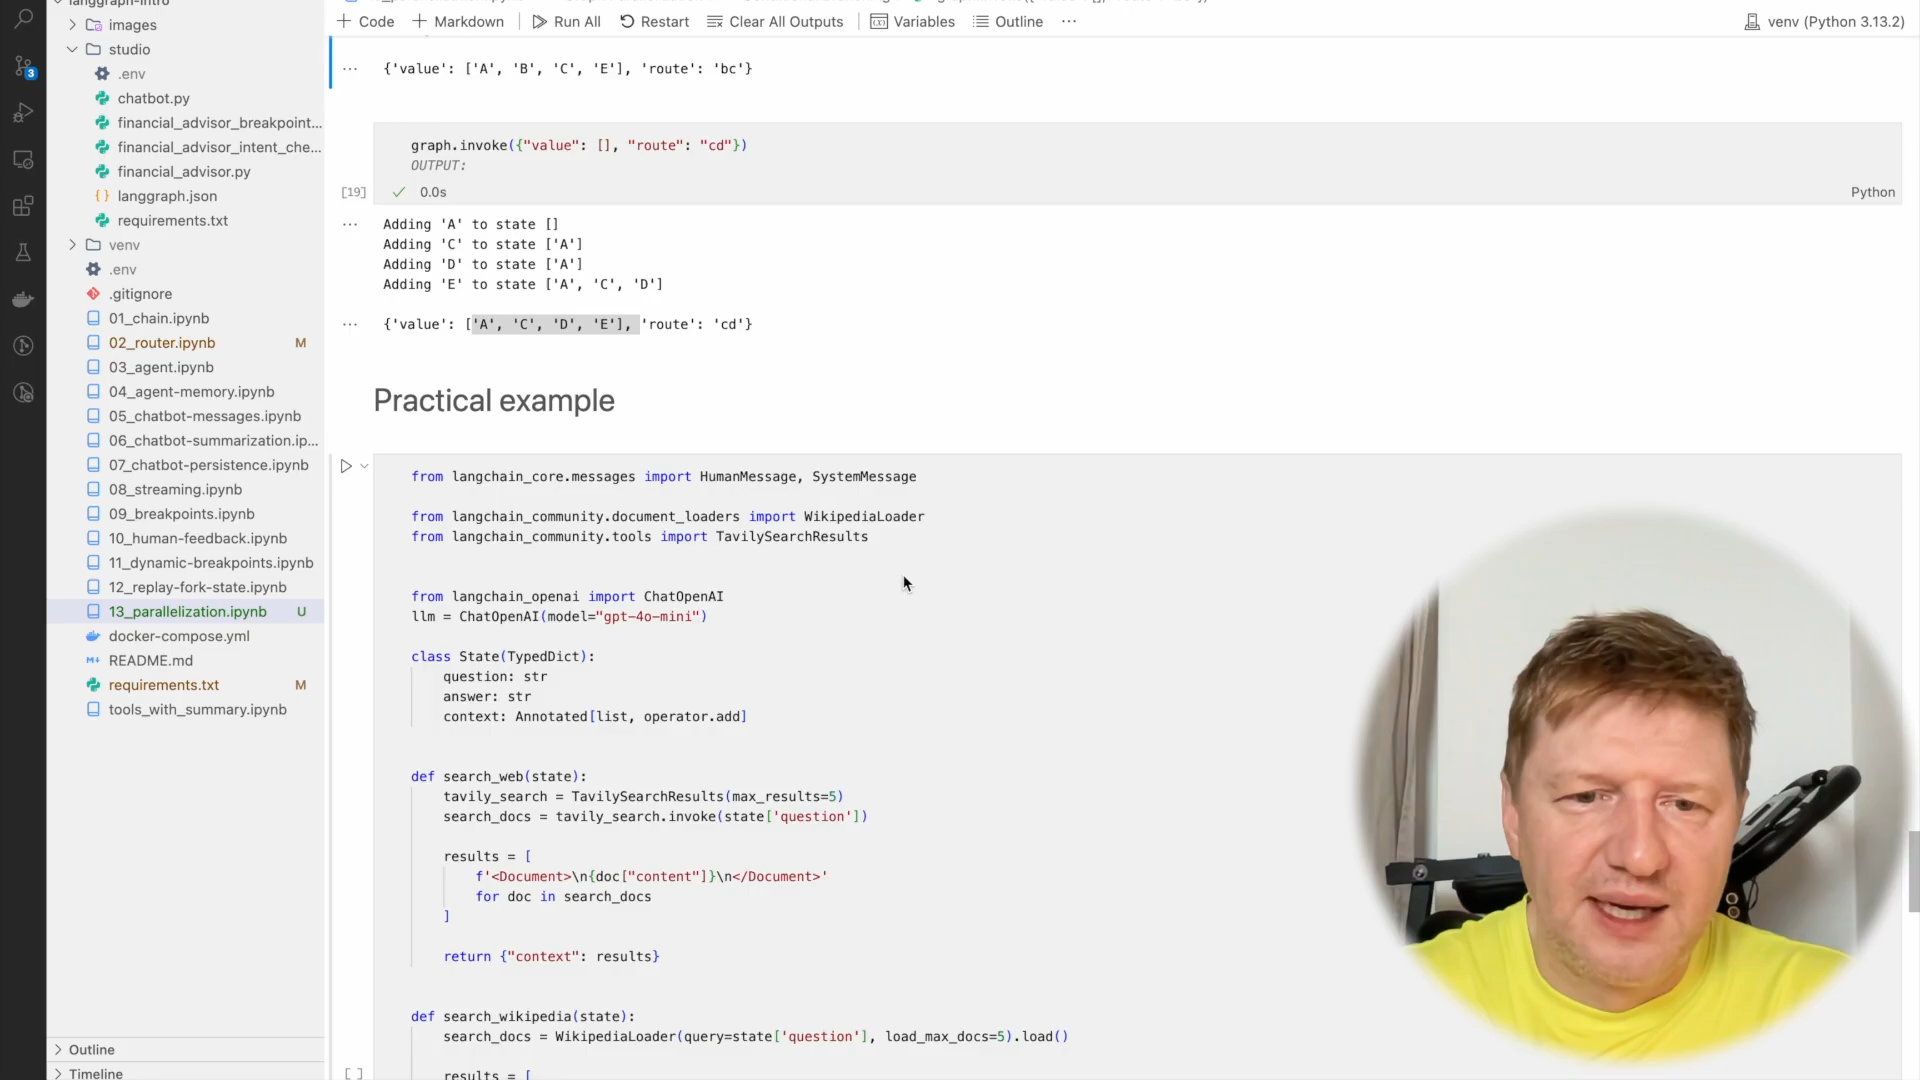 langgraph-intro
images
studio
.env
chatbot.py
financial_advisor_breakpoint...
financial_advisor_intent_che...
financial_advisor.py
langgraph.json
requirements.txt
venv
.env
.gitignore
01_chain.ipynb
02_router.ipynb M
03_agent.ipynb
04_agent-memory.ipynb
05_chatbot-messages.ipynb
06_chatbot-summarization.ip...
07_chatbot-persistence.ipynb
08_streaming.ipynb
09_breakpoints.ipynb
10_human-feedback.ipynb
11_dynamic-breakpoints.ipynb
12_replay-fork-state.ipynb
13_parallelization.ipynb U
docker-compose.yml
README.md
requirements.txt M
tools_with_summary.ipynb
Outline
Timeline
3
+ Code + Markdown Run All Restart Clear All Outputs Variables Outline ... venv (Python 3.13.2)
... {'value': ['A', 'B', 'C', 'E'], 'route': 'bc'}
graph.invoke({"value": [], "route": "cd"})
OUTPUT:
[19] ✓ 0.0s Python
... Adding 'A' to state []
Adding 'C' to state ['A']
Adding 'D' to state ['A']
Adding 'E' to state ['A', 'C', 'D']
... {'value': ['A', 'C', 'D', 'E'], 'route': 'cd'}
Practical example
from langchain_core.messages import HumanMessage, SystemMessage
from langchain_community.document_loaders import WikipediaLoader
from langchain_community.tools import TavilySearchResults
from langchain_openai import ChatOpenAI
llm = ChatOpenAI(model="gpt-4o-mini")
class State(TypedDict):
question: str
answer: str
context: Annotated[list, operator.add]
def search_web(state):
tavily_search = TavilySearchResults(max_results=5)
search_docs = tavily_search.invoke(state['question'])
results = [
f'<Document>\n{doc["content"]}\n</Document>'
for doc in search_docs
]
return {"context": results}
def search_wikipedia(state):
search_docs = WikipediaLoader(query=state['question'], load_max_docs=5).load()
results = [
[ ]